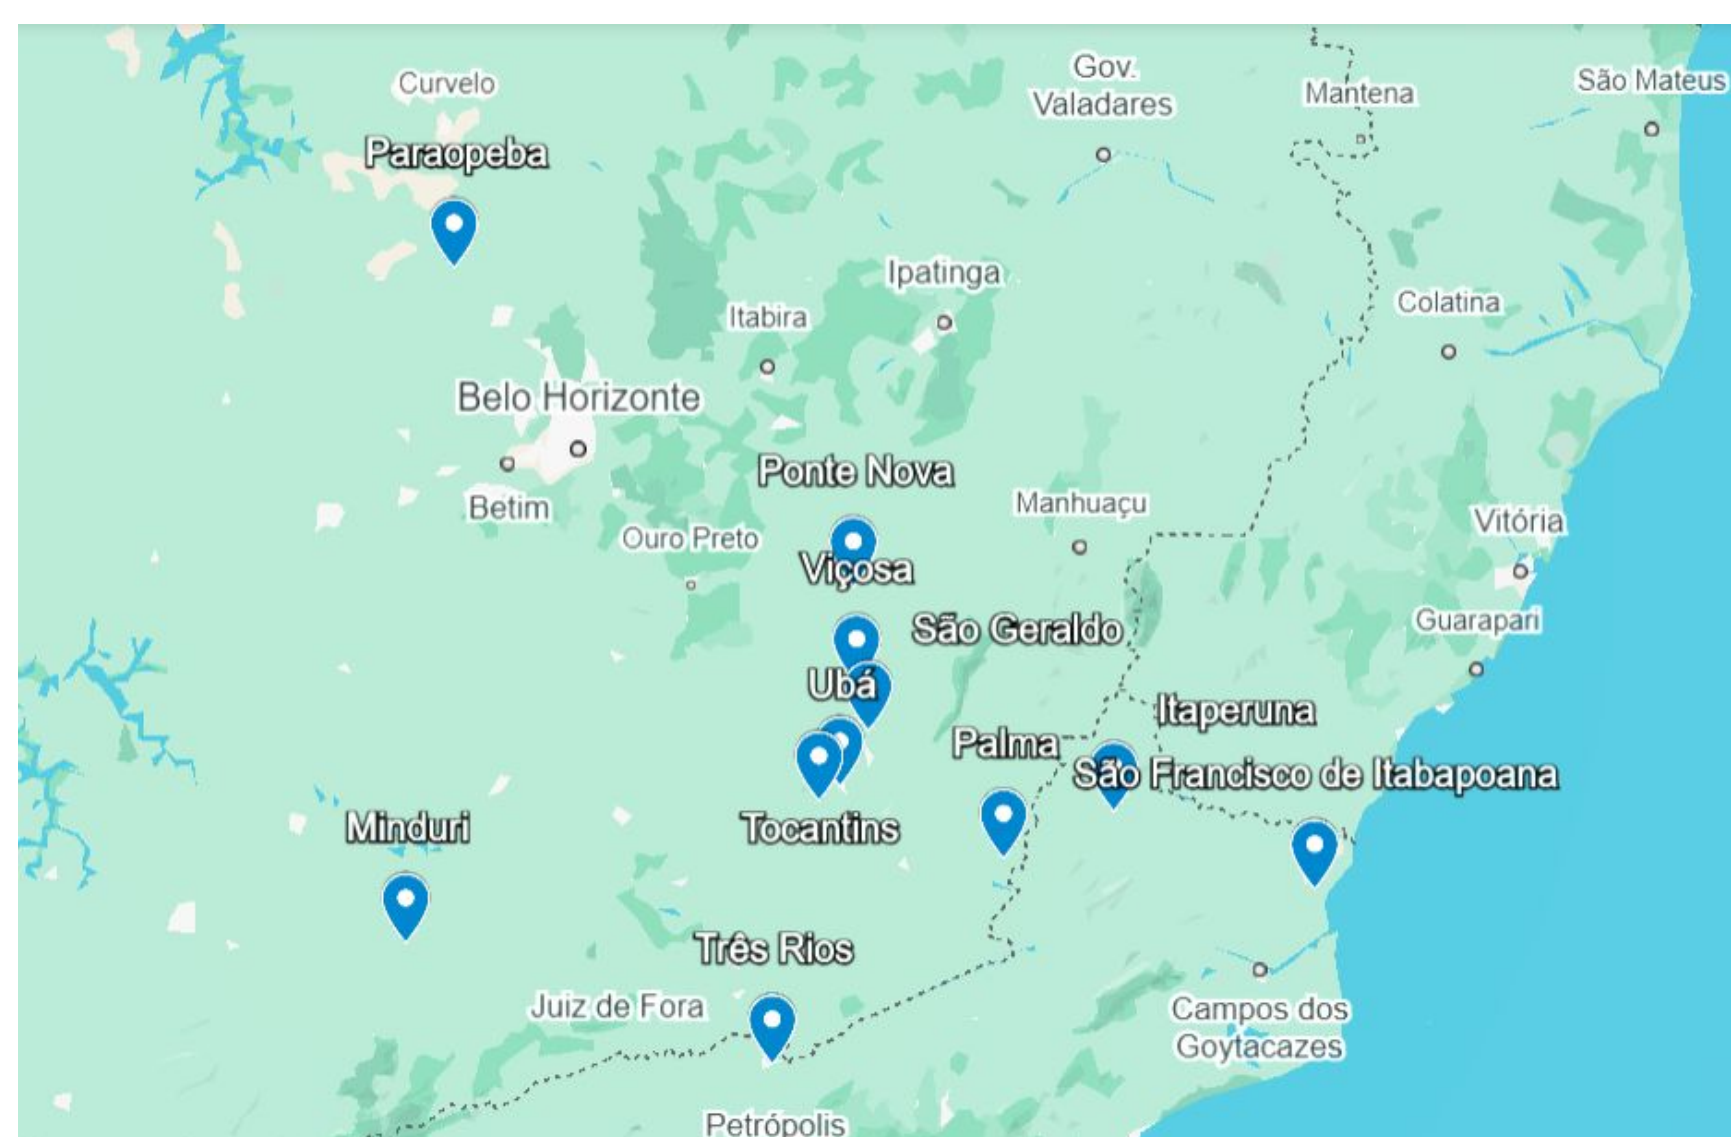 Curvelo
Gov.
Valadares
Mantena
São Mateus
Paraopeba
Ipatinga
Itabira
Colatina
Belo Horizonte
Ponte Nova
Betim
Manhuaçu
Vitória
Ouro Preto
Viçosa
São Geraldo
Guarapari
Ubá
Itaperuna
Palma
São Francisco de Itabapoana
Minduri
Tocantins
Três Rios
Juiz de Fora
Campos dos
Goytacazes
Petrópolis